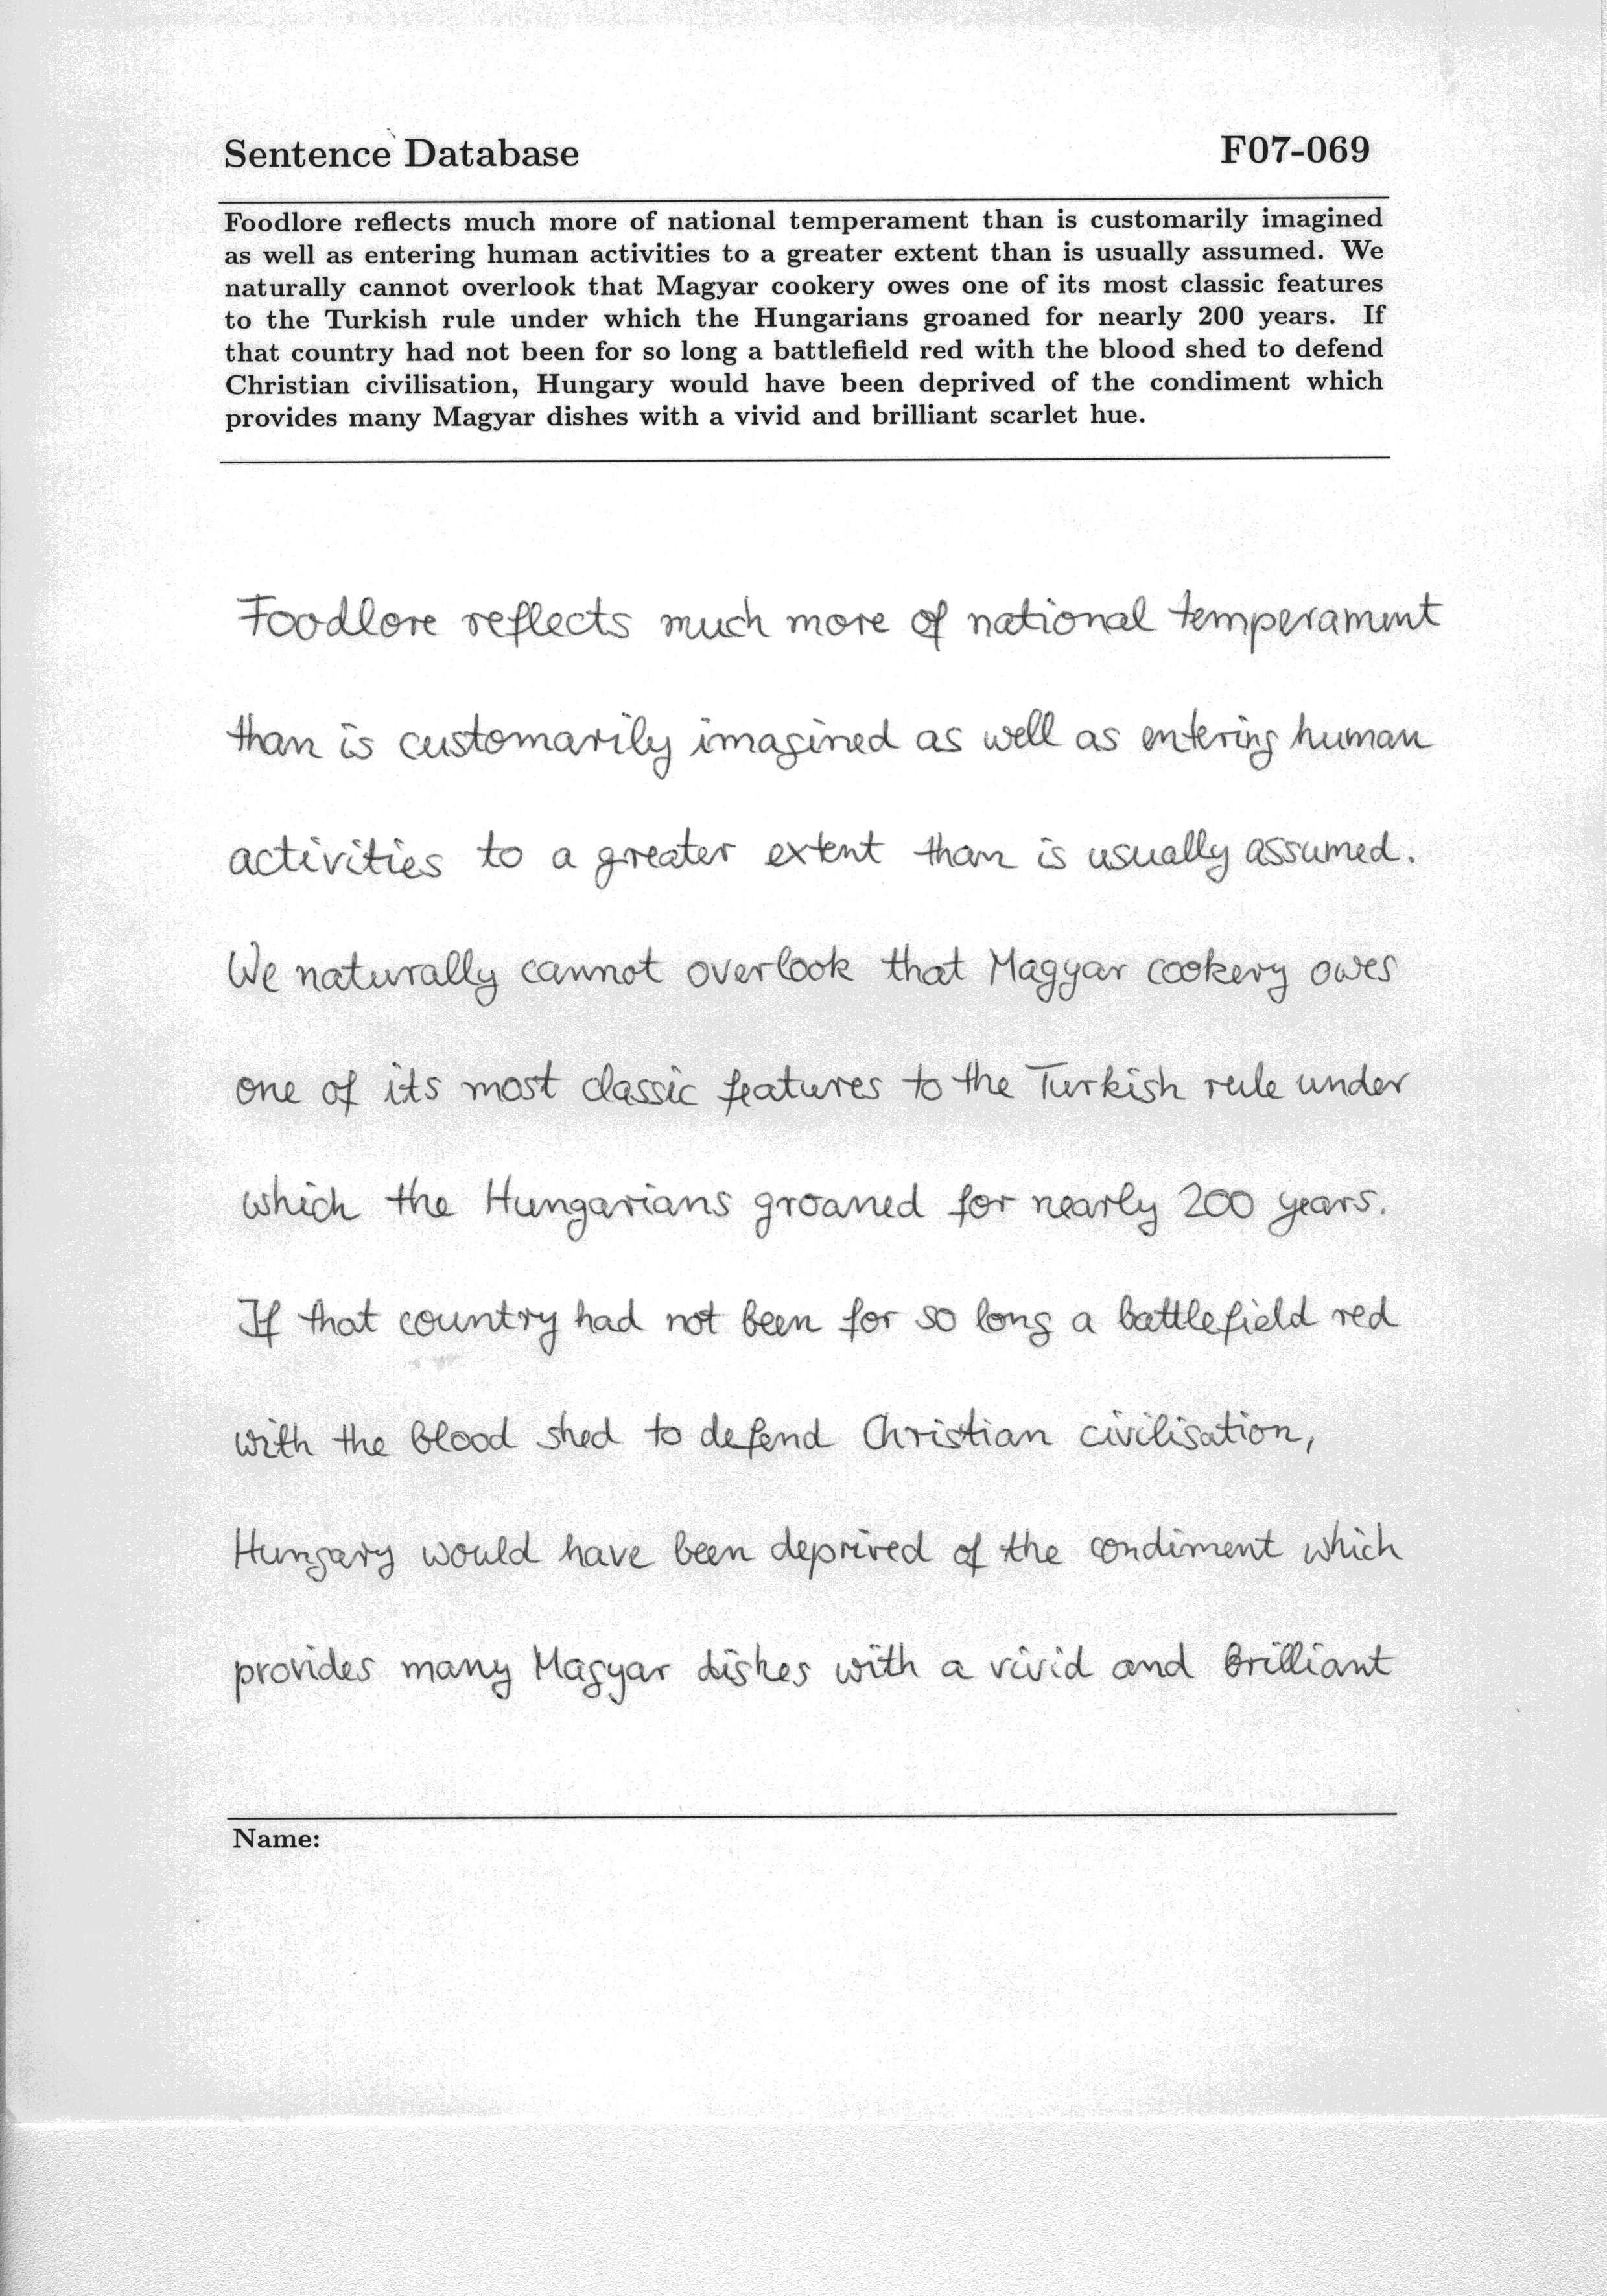 Sentence Database F07-069
Foodlore reflects much more of national temperament than is customarily imagined
as well as entering human activities to a greater extent than is usually assumed. We
naturally cannot overlook that Magyar cookery owes one of its most classic features
to the Turkish rule under which the Hungarians groaned for nearly 200 years. If
that country had not been for so long a battlefield red with the blood shed to defend
Christian civilisation, Hungary would have been deprived of the condiment which
provides many Magyar dishes with a vivid and brilliant scarlet hue.
Foodlore reflects much more of national temperament
than is customarily imagined as well as entering human
activities to a greater extent than is usually assumed.
We naturally cannot overlook that Magyar cookery owes
one of its most classic features to the Turkish rule under
which the Hungarians groaned for nearly 200 years.
If that country had not been for so long a battlefield red
with the blood shed to defend Christian civilisation,
Hungary would have been deprived of the condiment which
provides many Magyar dishes with a vivid and brilliant
Name: